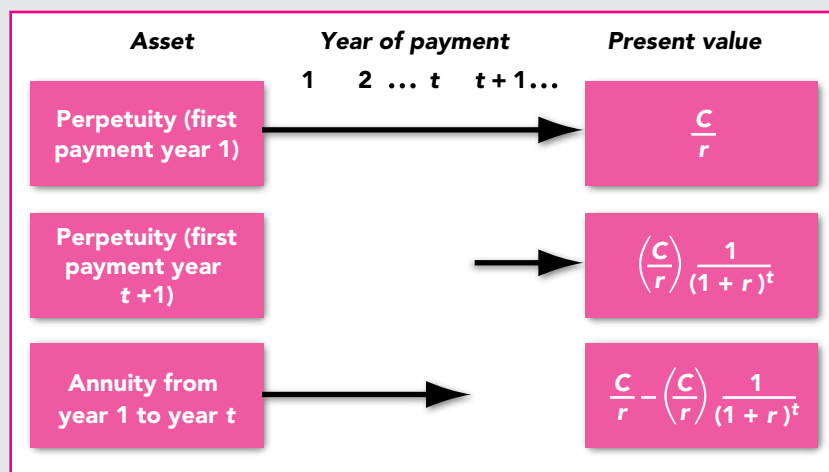 Asset Year of payment Present value
1 2 ... t t + 1...
Perpetuity (first
payment year 1)
C/r
Perpetuity (first
payment year
t +1)
(C/r) 1/(1 + r)^t
Annuity from
year 1 to year t
C/r – (C/r) 1/(1 + r)^t